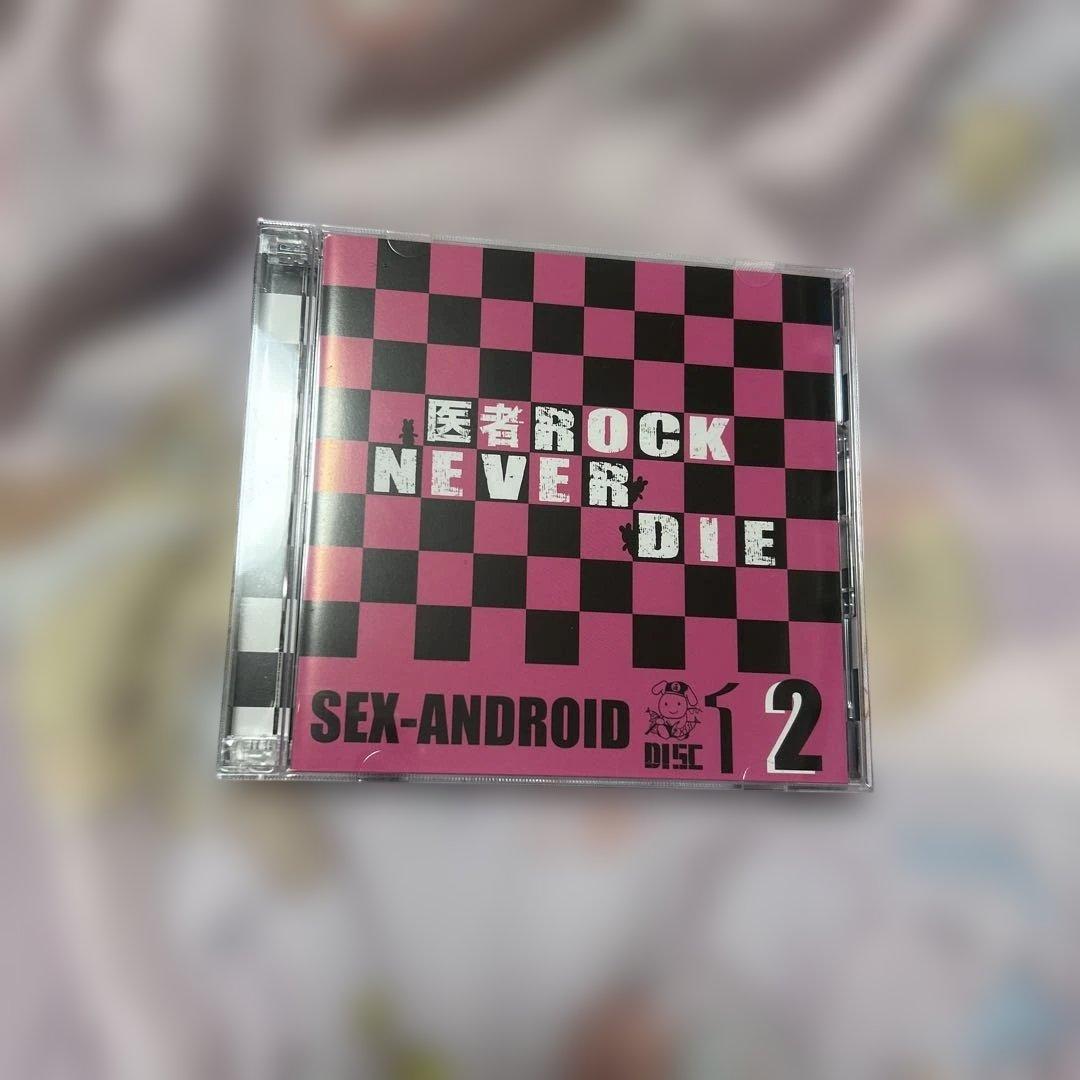 医者ROCK
NEVER
DIE
SEX-ANDROID
DISC 1 2